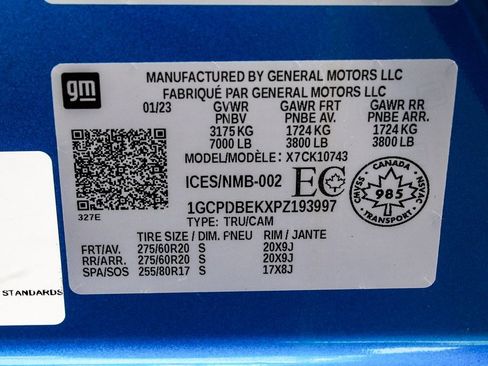 gm
MANUFACTURED BY GENERAL MOTORS LLC
FABRIQUÉ PAR GENERAL MOTORS LLC
01/23 GVWR GAWR FRT GAWR RR
PNBV PNBE AV. PNBE ARR.
3175 KG 1724 KG 1724 KG
7000 LB 3800 LB 3800 LB
MODEL/MODÈLE: X7CK10743
ICES/NMB-002 EC
CANADA
CMVSS 985 NSVAC
TRANSPORT
327E
1GCPDBEKXPZ193997
TYPE: TRU/CAM
TIRE SIZE / DIM. PNEU RIM / JANTE
FRT/AV. 275/60R20 S 20X9J
RR/ARR. 275/60R20 S 20X9J
SPA/SOS 255/80R17 S 17X8J
STANDARDS